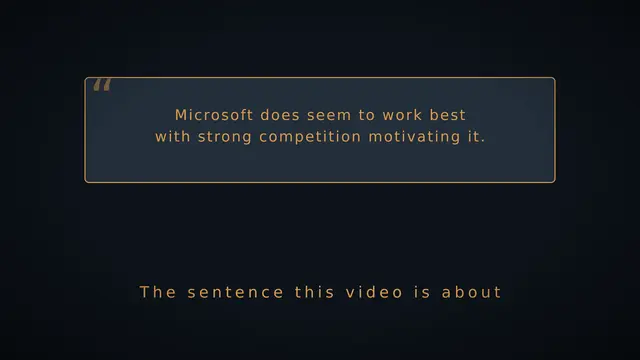 “
Microsoft does seem to work best
with strong competition motivating it.
The sentence this video is about